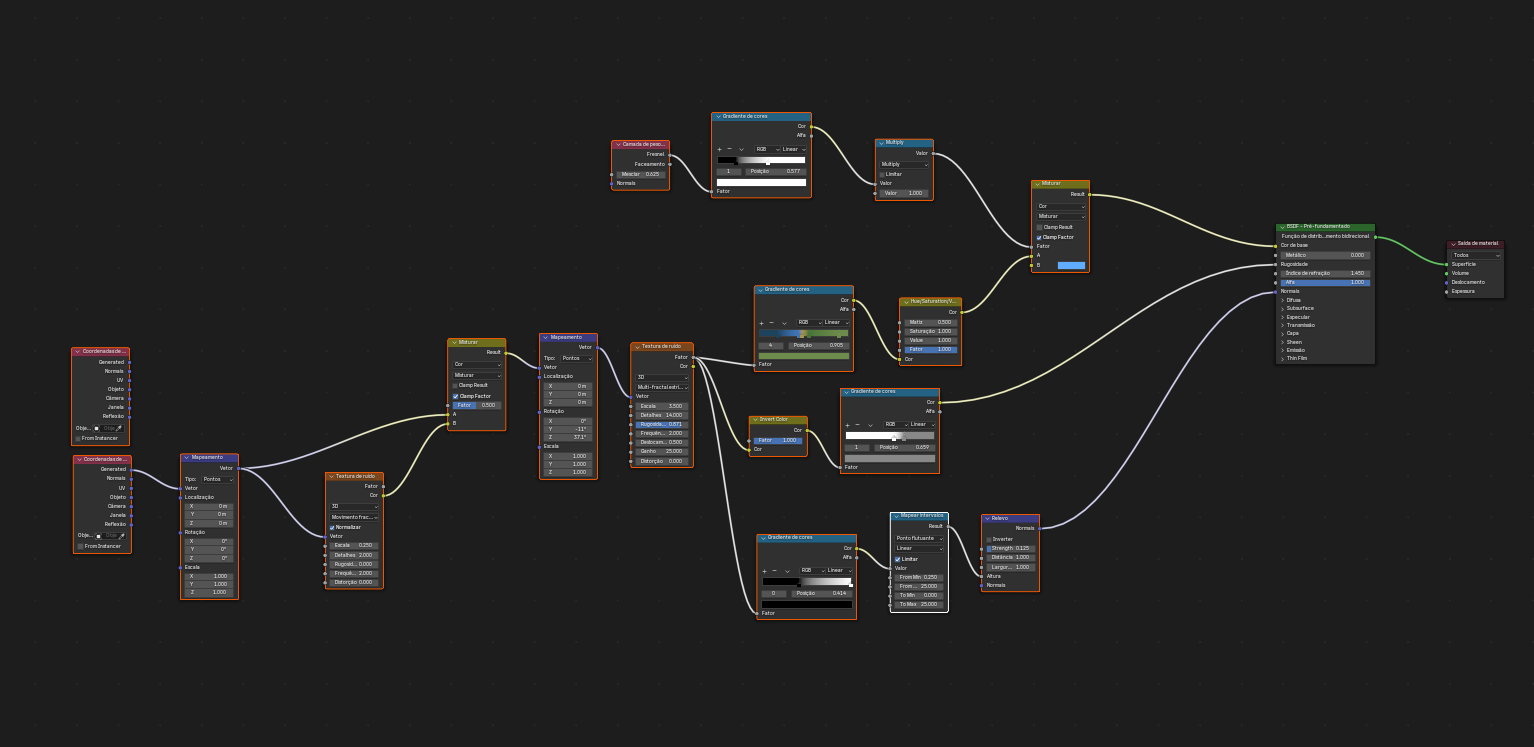 Gradiente de cores
Cor
Alfa
RGB
Linear
1
Posição
0.577
Fator
Camada de peso...
Fresnel
Faceamento
Mesclar 0.625
Normais
Multiply
Valor
Multiply
Limitar
Valor
Valor 1.000
Misturar
Result
Cor
Misturar
Clamp Result
Clamp Factor
Fator
A
B
BSDF - Pré-fundamentado
Função de distrib...mento bidirecional
Cor de base
Metálico 0.000
Rugosidade
Índice de refração 1.450
Alfa 1.000
Normais
Difusa
Subsurface
Especular
Transmissão
Capa
Sheen
Emissão
Thin Film
Saída de material
Todos
Superfície
Volume
Deslocamento
Espessura
Gradiente de cores
Cor
Alfa
RGB
Linear
4
Posição
0.905
Fator
Hue/Saturation/V...
Cor
Matiz 0.500
Saturação 1.000
Value 1.000
Fator 1.000
Cor
Coordenadas de ...
Generated
Normais
UV
Objeto
Câmera
Janela
Reflexão
Obje...
From Instancer
Coordenadas de ...
Generated
Normais
UV
Objeto
Câmera
Janela
Reflexão
Obje...
From Instancer
Mapeamento
Vetor
Tipo: Pontos
Vetor
Localização
X 0 m
Y 0 m
Z 0 m
Rotação
X 0°
Y 0°
Z 0°
Escala
X 1.000
Y 1.000
Z 1.000
Textura de ruído
Fator
Cor
3D
Movimento frac...
Normalizar
Vetor
Escala 0.250
Detalhes 2.000
Rugosid... 0.000
Frequên... 2.000
Distorção 0.000
Misturar
Result
Cor
Misturar
Clamp Result
Clamp Factor
Fator 0.500
A
B
Mapeamento
Vetor
Tipo: Pontos
Vetor
Localização
X 0 m
Y 0 m
Z 0 m
Rotação
X 0°
Y -11°
Z 37.1°
Escala
X 1.000
Y 1.000
Z 1.000
Textura de ruído
Fator
Cor
3D
Multi-fractal estri...
Vetor
Escala 3.500
Detalhes 14.000
Rugosida... 0.871
Frequên... 2.000
Deslocam... 0.500
Ganho 25.000
Distorção 0.000
Invert Color
Cor
Fator 1.000
Cor
Gradiente de cores
Cor
Alfa
RGB
Linear
1
Posição
0.659
Fator
Gradiente de cores
Cor
Alfa
RGB
Linear
0
Posição
0.414
Fator
Mapear intervalos
Result
Ponto flutuante
Linear
Limitar
Valor
From Min 0.250
From ... 25.000
To Min 0.000
To Max 25.000
Relevo
Normais
Inverter
Strength 0.125
Distância 1.000
Largur... 1.000
Altura
Normais